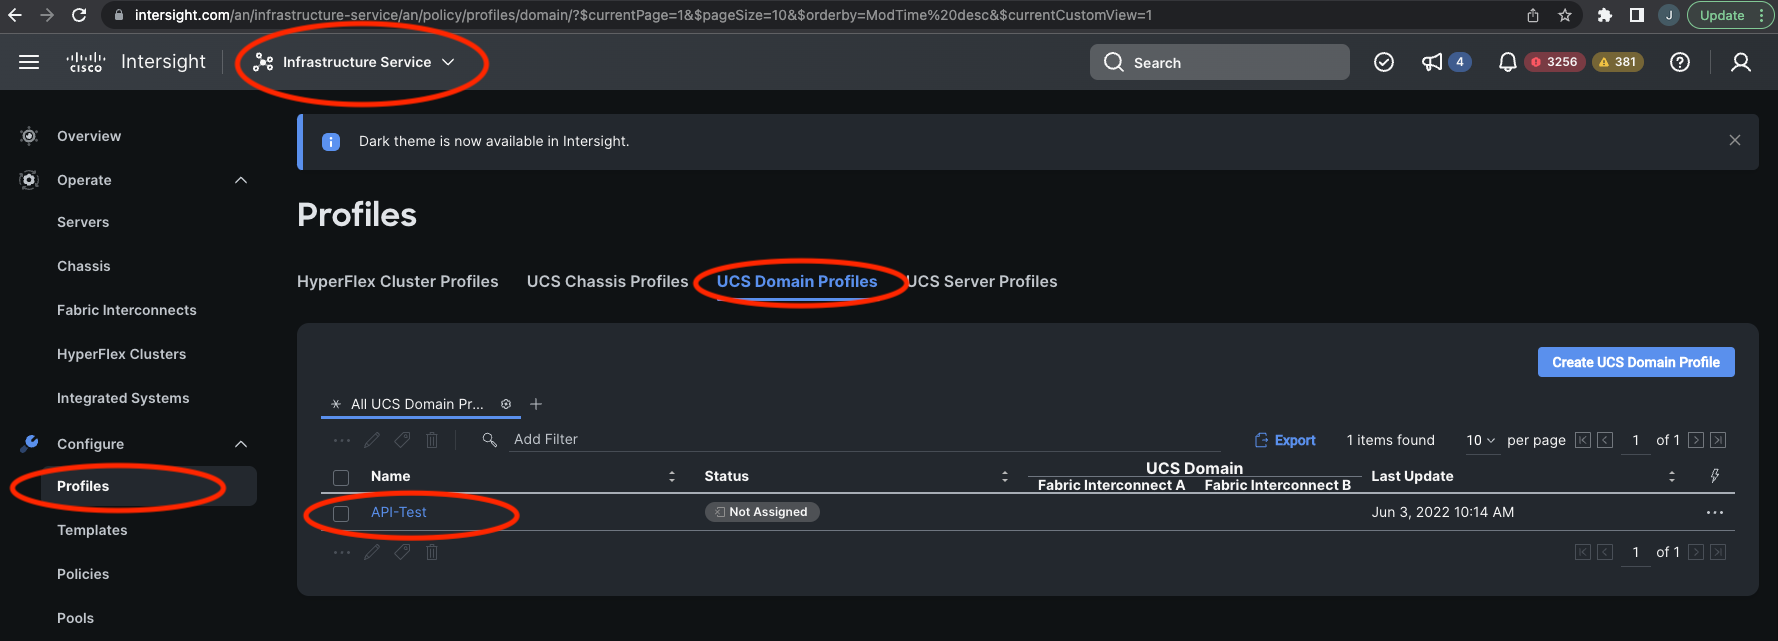 intersight.com/an/infrastructure-service/an/policy/profiles/domain/?$currentPage=1&$pageSize=10&$orderby=ModTime%20desc&$currentCustomView=1
J
Update
CISCO
Intersight
Infrastructure Service
Search
4
3256
381
Overview
Operate
Servers
Chassis
Fabric Interconnects
HyperFlex Clusters
Integrated Systems
Configure
Profiles
Templates
Policies
Pools
Dark theme is now available in Intersight.
Profiles
HyperFlex Cluster Profiles UCS Chassis Profiles UCS Domain Profiles UCS Server Profiles
Create UCS Domain Profile
All UCS Domain Pr...
Add Filter
Export 1 items found 10 per page 1 of 1
Name Status UCS Domain Last Update
Fabric Interconnect A Fabric Interconnect B
API-Test Not Assigned Jun 3, 2022 10:14 AM
1 of 1